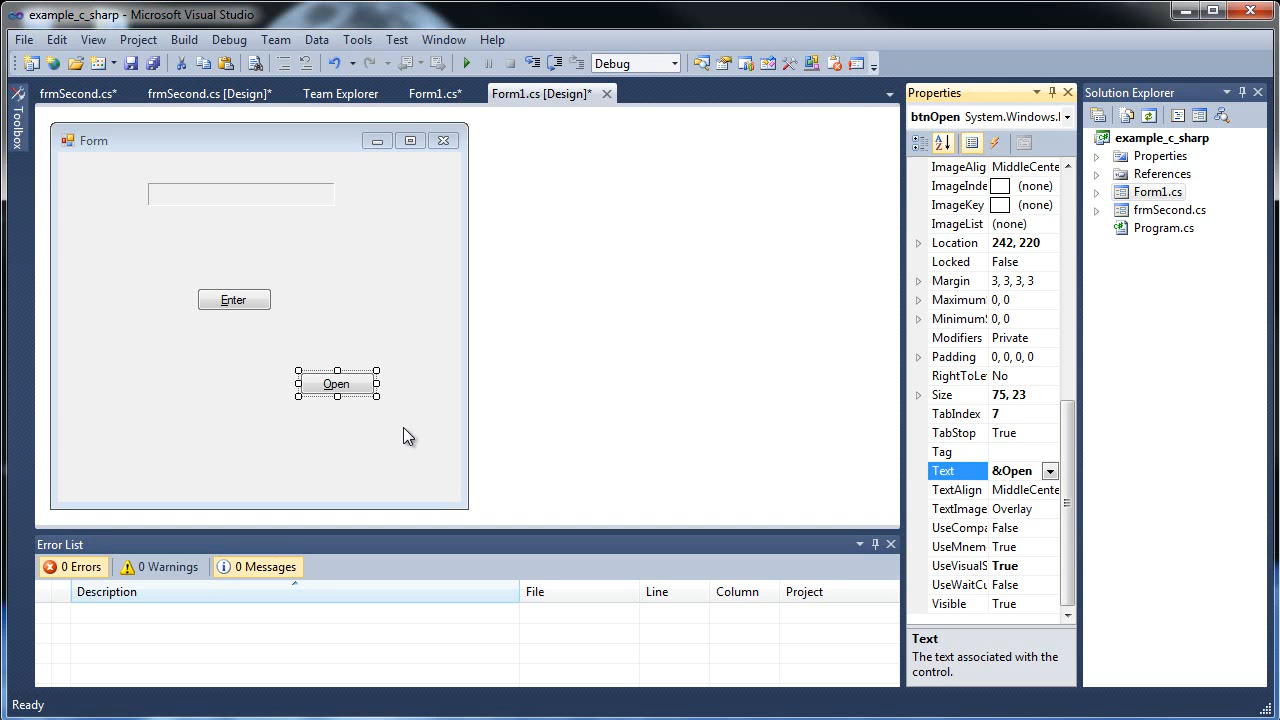 example_c_sharp - Microsoft Visual Studio
File Edit View Project Build Debug Team Data Tools Test Window Help
Debug
frmSecond.cs* frmSecond.cs [Design]* Team Explorer Form1.cs* Form1.cs [Design]*
Toolbox
Form
Enter
Open
Error List
0 Errors 0 Warnings 0 Messages
Description File Line Column Project
Properties
btnOpen System.Windows.
ImageAlig MiddleCente
ImageInde (none)
ImageKey (none)
ImageList (none)
Location 242, 220
Locked False
Margin 3, 3, 3, 3
Maximum 0, 0
Minimum 0, 0
Modifiers Private
Padding 0, 0, 0, 0
RightToLe No
Size 75, 23
TabIndex 7
TabStop True
Tag
Text &Open
TextAlign MiddleCente
TextImage Overlay
UseCompa False
UseMnem True
UseVisualS True
UseWaitCu False
Visible True
Text
The text associated with the
control.
Solution Explorer
example_c_sharp
Properties
References
Form1.cs
frmSecond.cs
Program.cs
Ready